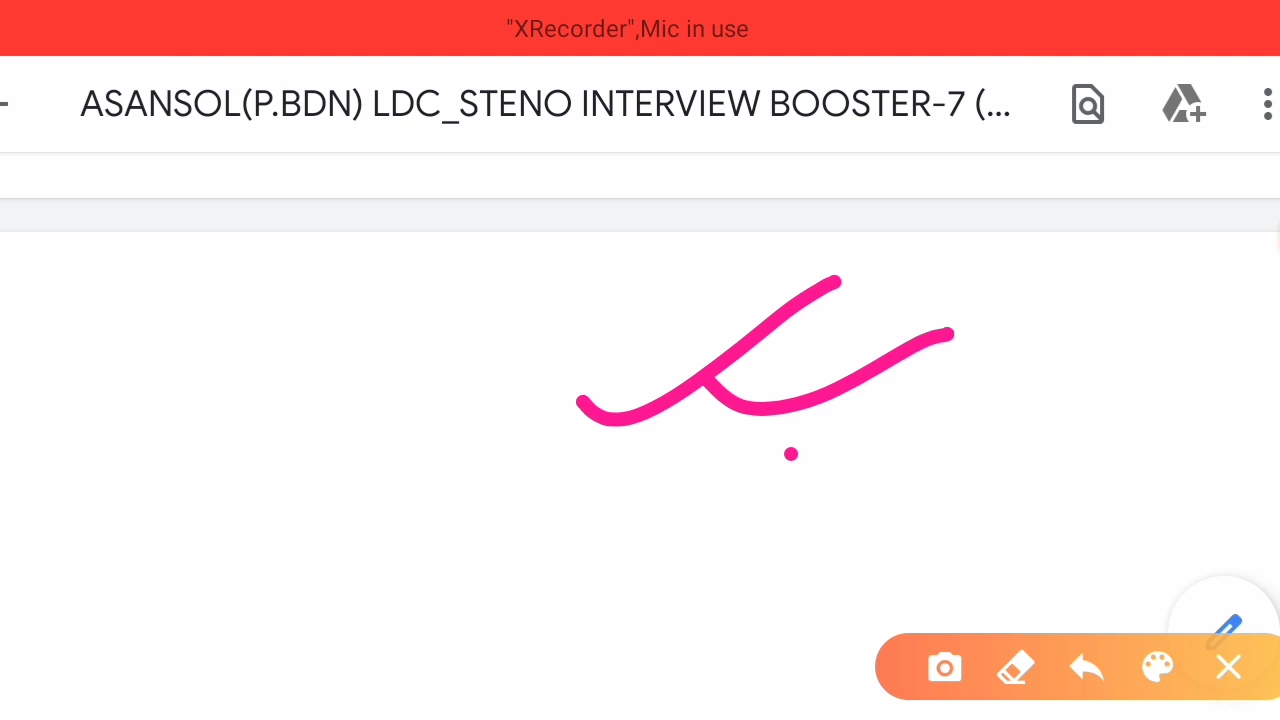 "XRecorder",Mic in use
ASANSOL(P.BDN) LDC_STENO INTERVIEW BOOSTER-7 (...